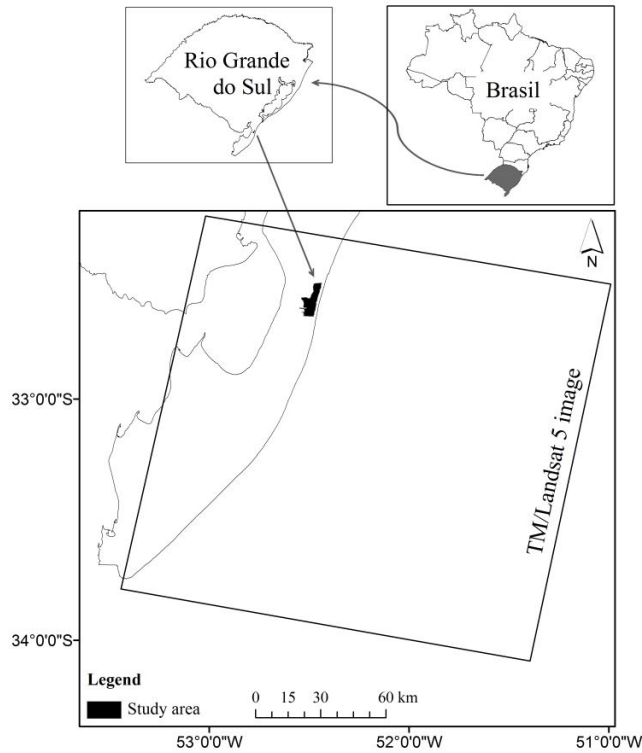 Rio Grande
do Sul
Brasil
N
33°0'0"S
TM/Landsat 5 image
34°0'0"S
Legend
Study area
0 15 30 60 km
53°0'0"W
52°0'0"W
51°0'0"W